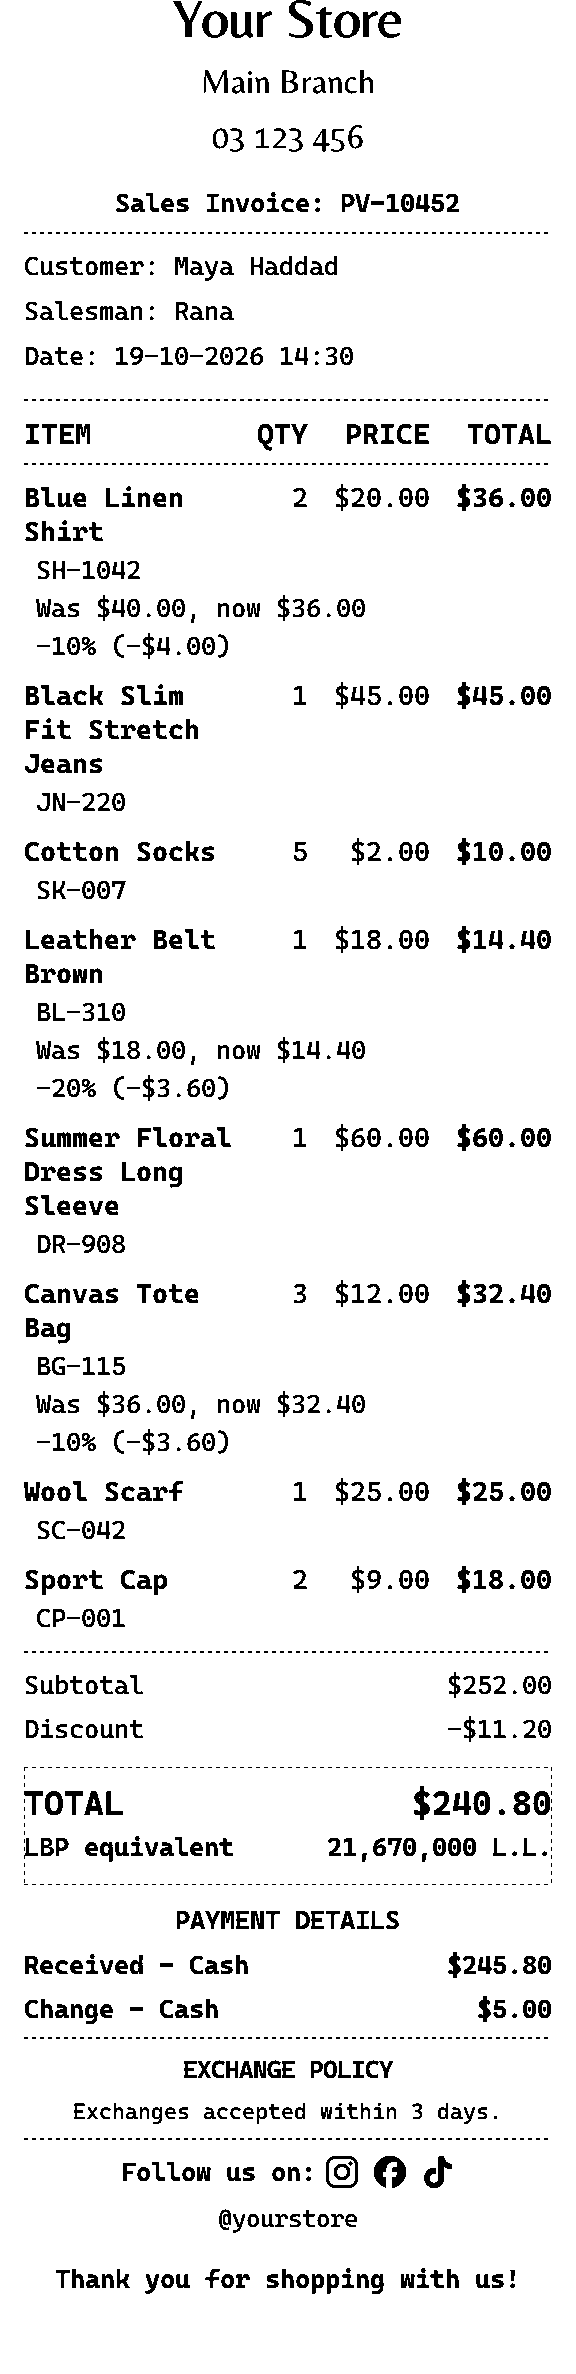 Your Store
Main Branch
03 123 456
Sales Invoice: PV-10452
Customer: Maya Haddad
Salesman: Rana
Date: 19-10-2026 14:30
ITEM QTY PRICE TOTAL
Blue Linen 2 $20.00 $36.00
Shirt
SH-1042
Was $40.00, now $36.00
-10% (-$4.00)
Black Slim 1 $45.00 $45.00
Fit Stretch
Jeans
JN-220
Cotton Socks 5 $2.00 $10.00
SK-007
Leather Belt 1 $18.00 $14.40
Brown
BL-310
Was $18.00, now $14.40
-20% (-$3.60)
Summer Floral 1 $60.00 $60.00
Dress Long
Sleeve
DR-908
Canvas Tote 3 $12.00 $32.40
Bag
BG-115
Was $36.00, now $32.40
-10% (-$3.60)
Wool Scarf 1 $25.00 $25.00
SC-042
Sport Cap 2 $9.00 $18.00
CP-001
Subtotal $252.00
Discount -$11.20
TOTAL $240.80
LBP equivalent 21,670,000 L.L.
PAYMENT DETAILS
Received - Cash $245.80
Change - Cash $5.00
EXCHANGE POLICY
Exchanges accepted within 3 days.
Follow us on:
@yourstore
Thank you for shopping with us!